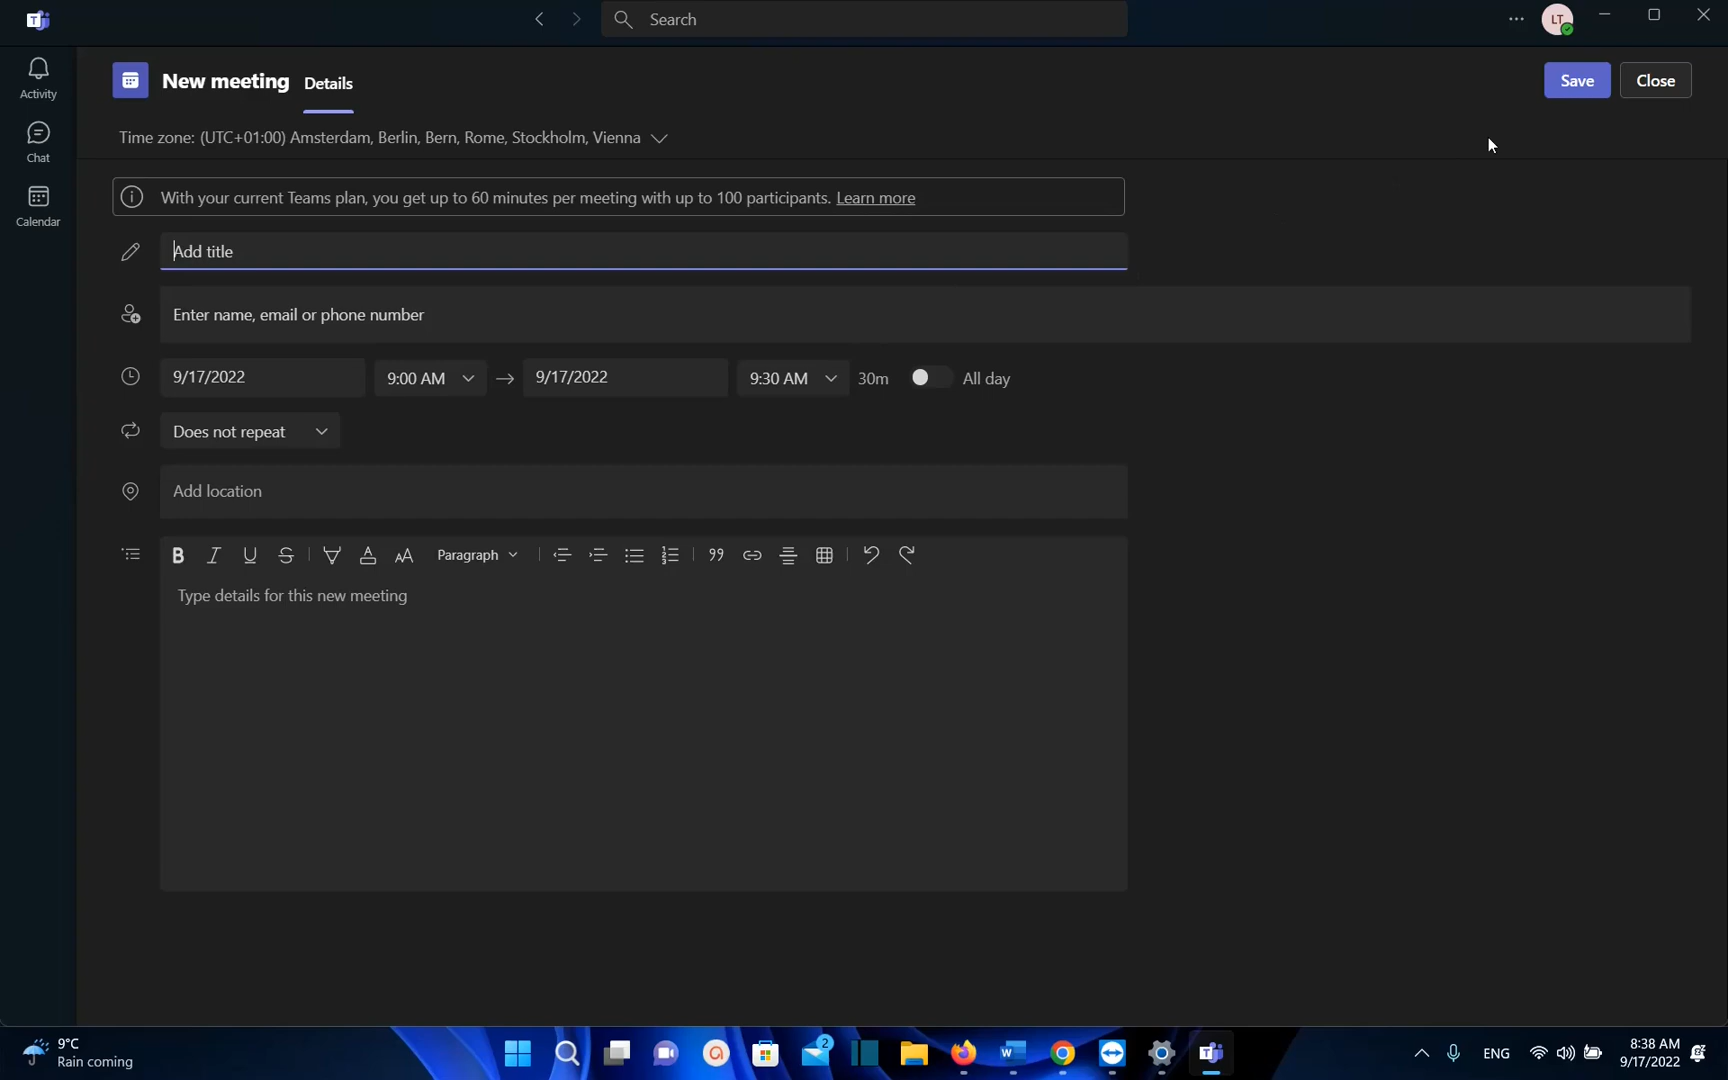 Search
LT
Activity
Chat
Calendar
New meeting
Details
Save
Close
Time zone: (UTC+01:00) Amsterdam, Berlin, Bern, Rome, Stockholm, Vienna
With your current Teams plan, you get up to 60 minutes per meeting with up to 100 participants. Learn more
Add title
Enter name, email or phone number
9/17/2022 9:00 AM → 9/17/2022 9:30 AM 30m All day
Does not repeat
Add location
B I U S A AA Paragraph
Type details for this new meeting
9°C
Rain coming
2
ENG
8:38 AM
9/17/2022